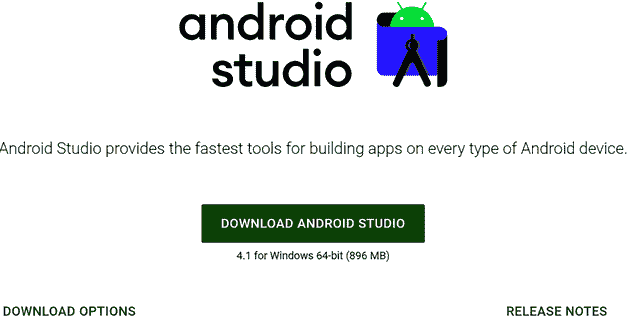 android
studio
Android Studio provides the fastest tools for building apps on every type of Android device.
DOWNLOAD ANDROID STUDIO
4.1 for Windows 64-bit (896 MB)
DOWNLOAD OPTIONS
RELEASE NOTES